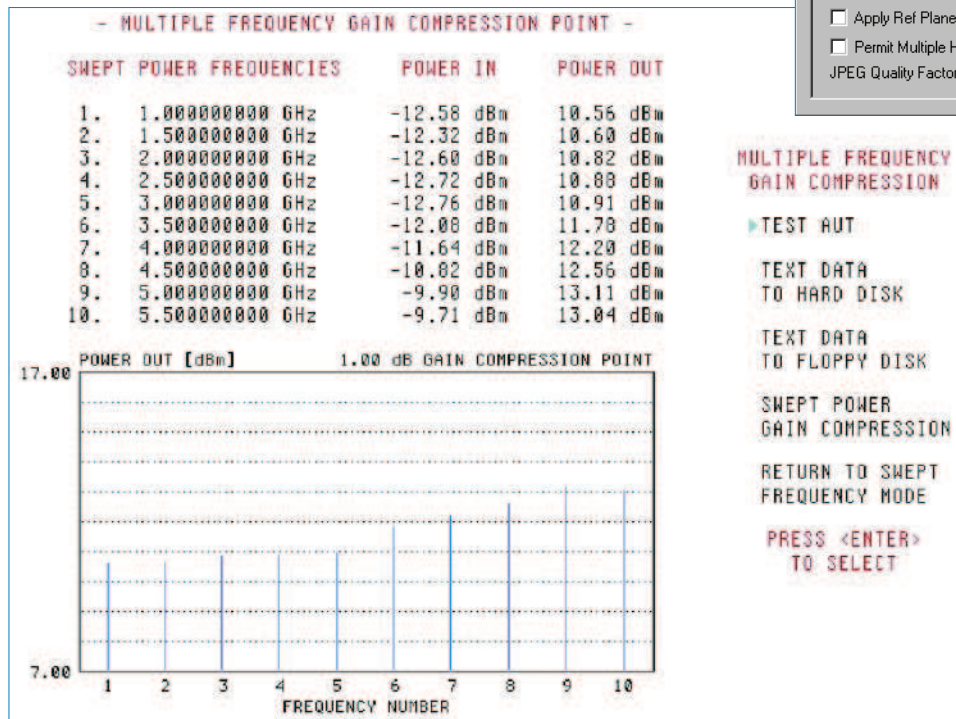 - MULTIPLE FREQUENCY GAIN COMPRESSION POINT -
SWEPT POWER FREQUENCIES POWER IN POWER OUT
1. 1.000000000 GHz -12.58 dBm 10.56 dBm
2. 1.500000000 GHz -12.32 dBm 10.60 dBm
3. 2.000000000 GHz -12.60 dBm 10.82 dBm
4. 2.500000000 GHz -12.72 dBm 10.88 dBm
5. 3.000000000 GHz -12.76 dBm 10.91 dBm
6. 3.500000000 GHz -12.08 dBm 11.78 dBm
7. 4.000000000 GHz -11.64 dBm 12.20 dBm
8. 4.500000000 GHz -10.82 dBm 12.56 dBm
9. 5.000000000 GHz -9.90 dBm 13.11 dBm
10. 5.500000000 GHz -9.71 dBm 13.04 dBm
POWER OUT [dBm] 1.00 dB GAIN COMPRESSION POINT
17.00
7.00
1 2 3 4 5 6 7 8 9 10
FREQUENCY NUMBER
Apply Ref Plane
Permit Multiple H
JPEG Quality Factor
MULTIPLE FREQUENCY
GAIN COMPRESSION
TEST AUT
TEXT DATA
TO HARD DISK
TEXT DATA
TO FLOPPY DISK
SWEPT POWER
GAIN COMPRESSION
RETURN TO SWEPT
FREQUENCY MODE
PRESS <ENTER>
TO SELECT